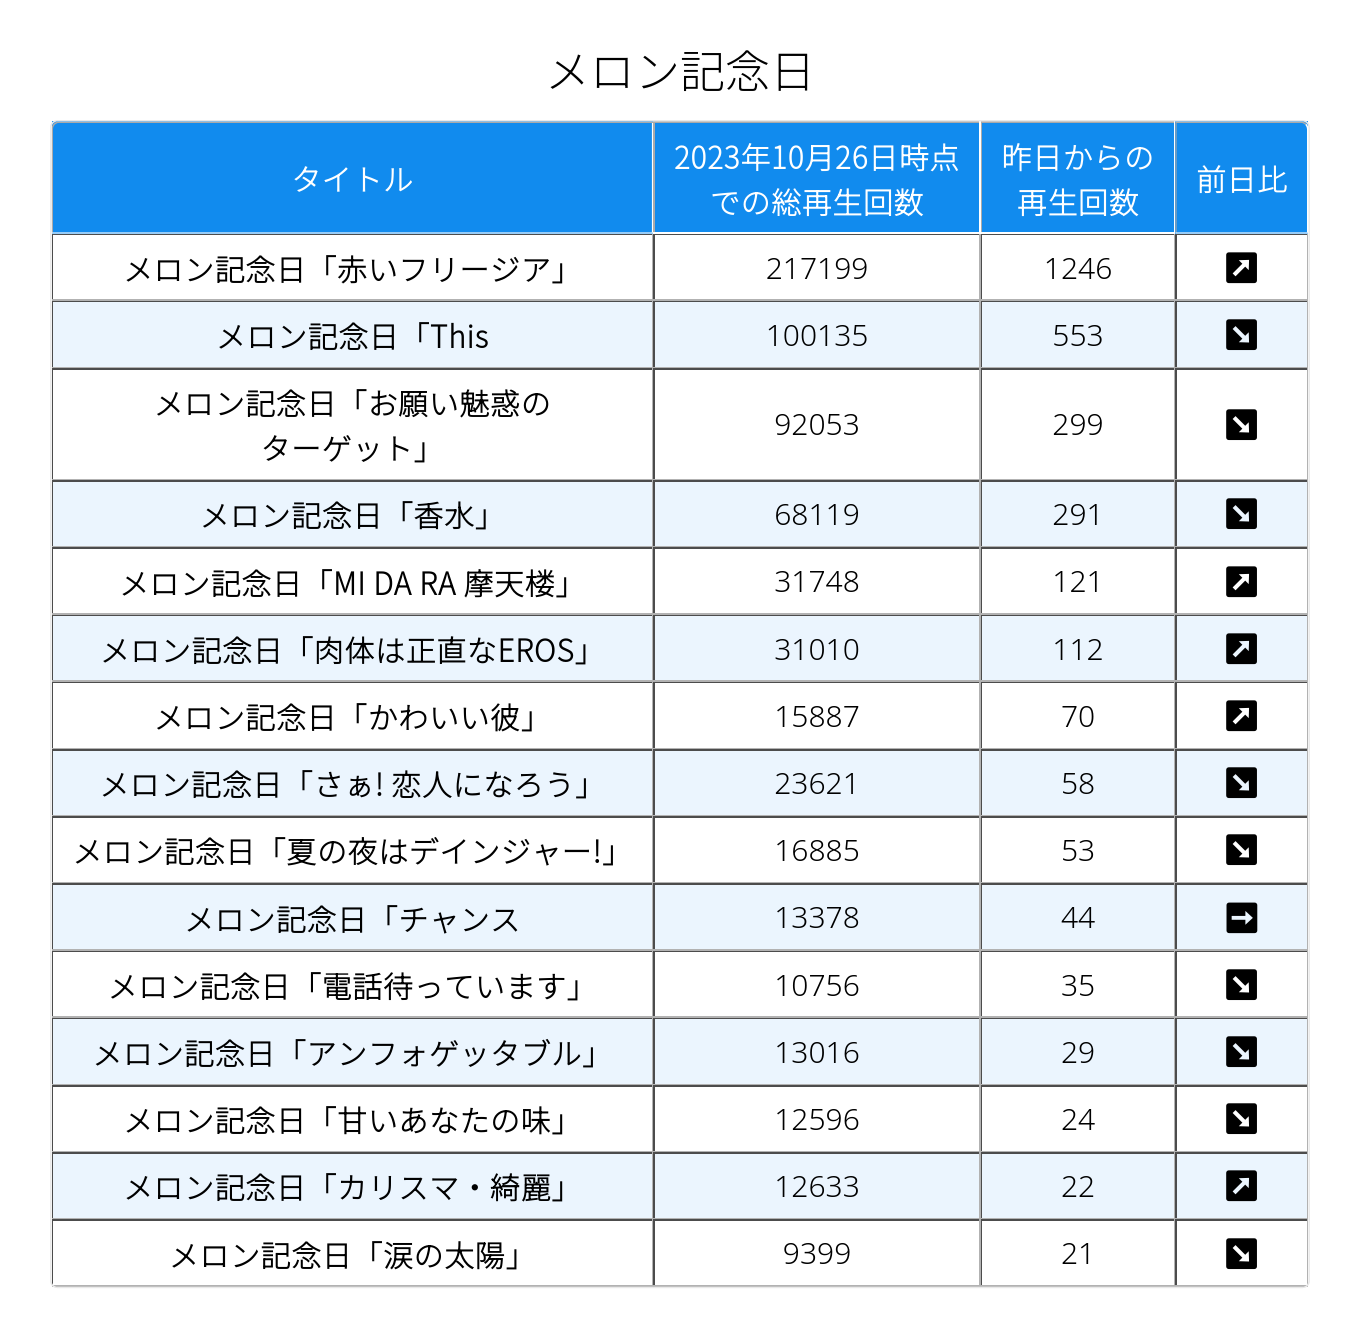 メロン記念日
タイトル
2023年10月26日時点
での総再生回数
昨日からの
再生回数
前日比
メロン記念日「赤いフリージア」 217199 1246 ↗
メロン記念日「This 100135 553 ↘
メロン記念日「お願い魅惑の
ターゲット」 92053 299 ↘
メロン記念日「香水」 68119 291 ↘
メロン記念日「MI DA RA 摩天楼」 31748 121 ↗
メロン記念日「肉体は正直なEROS」 31010 112 ↗
メロン記念日「かわいい彼」 15887 70 ↗
メロン記念日「さぁ! 恋人になろう」 23621 58 ↘
メロン記念日「夏の夜はデインジャー!」 16885 53 ↘
メロン記念日「チャンス 13378 44 →
メロン記念日「電話待っています」 10756 35 ↘
メロン記念日「アンフォゲッタブル」 13016 29 ↘
メロン記念日「甘いあなたの味」 12596 24 ↘
メロン記念日「カリスマ・綺麗」 12633 22 ↗
メロン記念日「涙の太陽」 9399 21 ↘